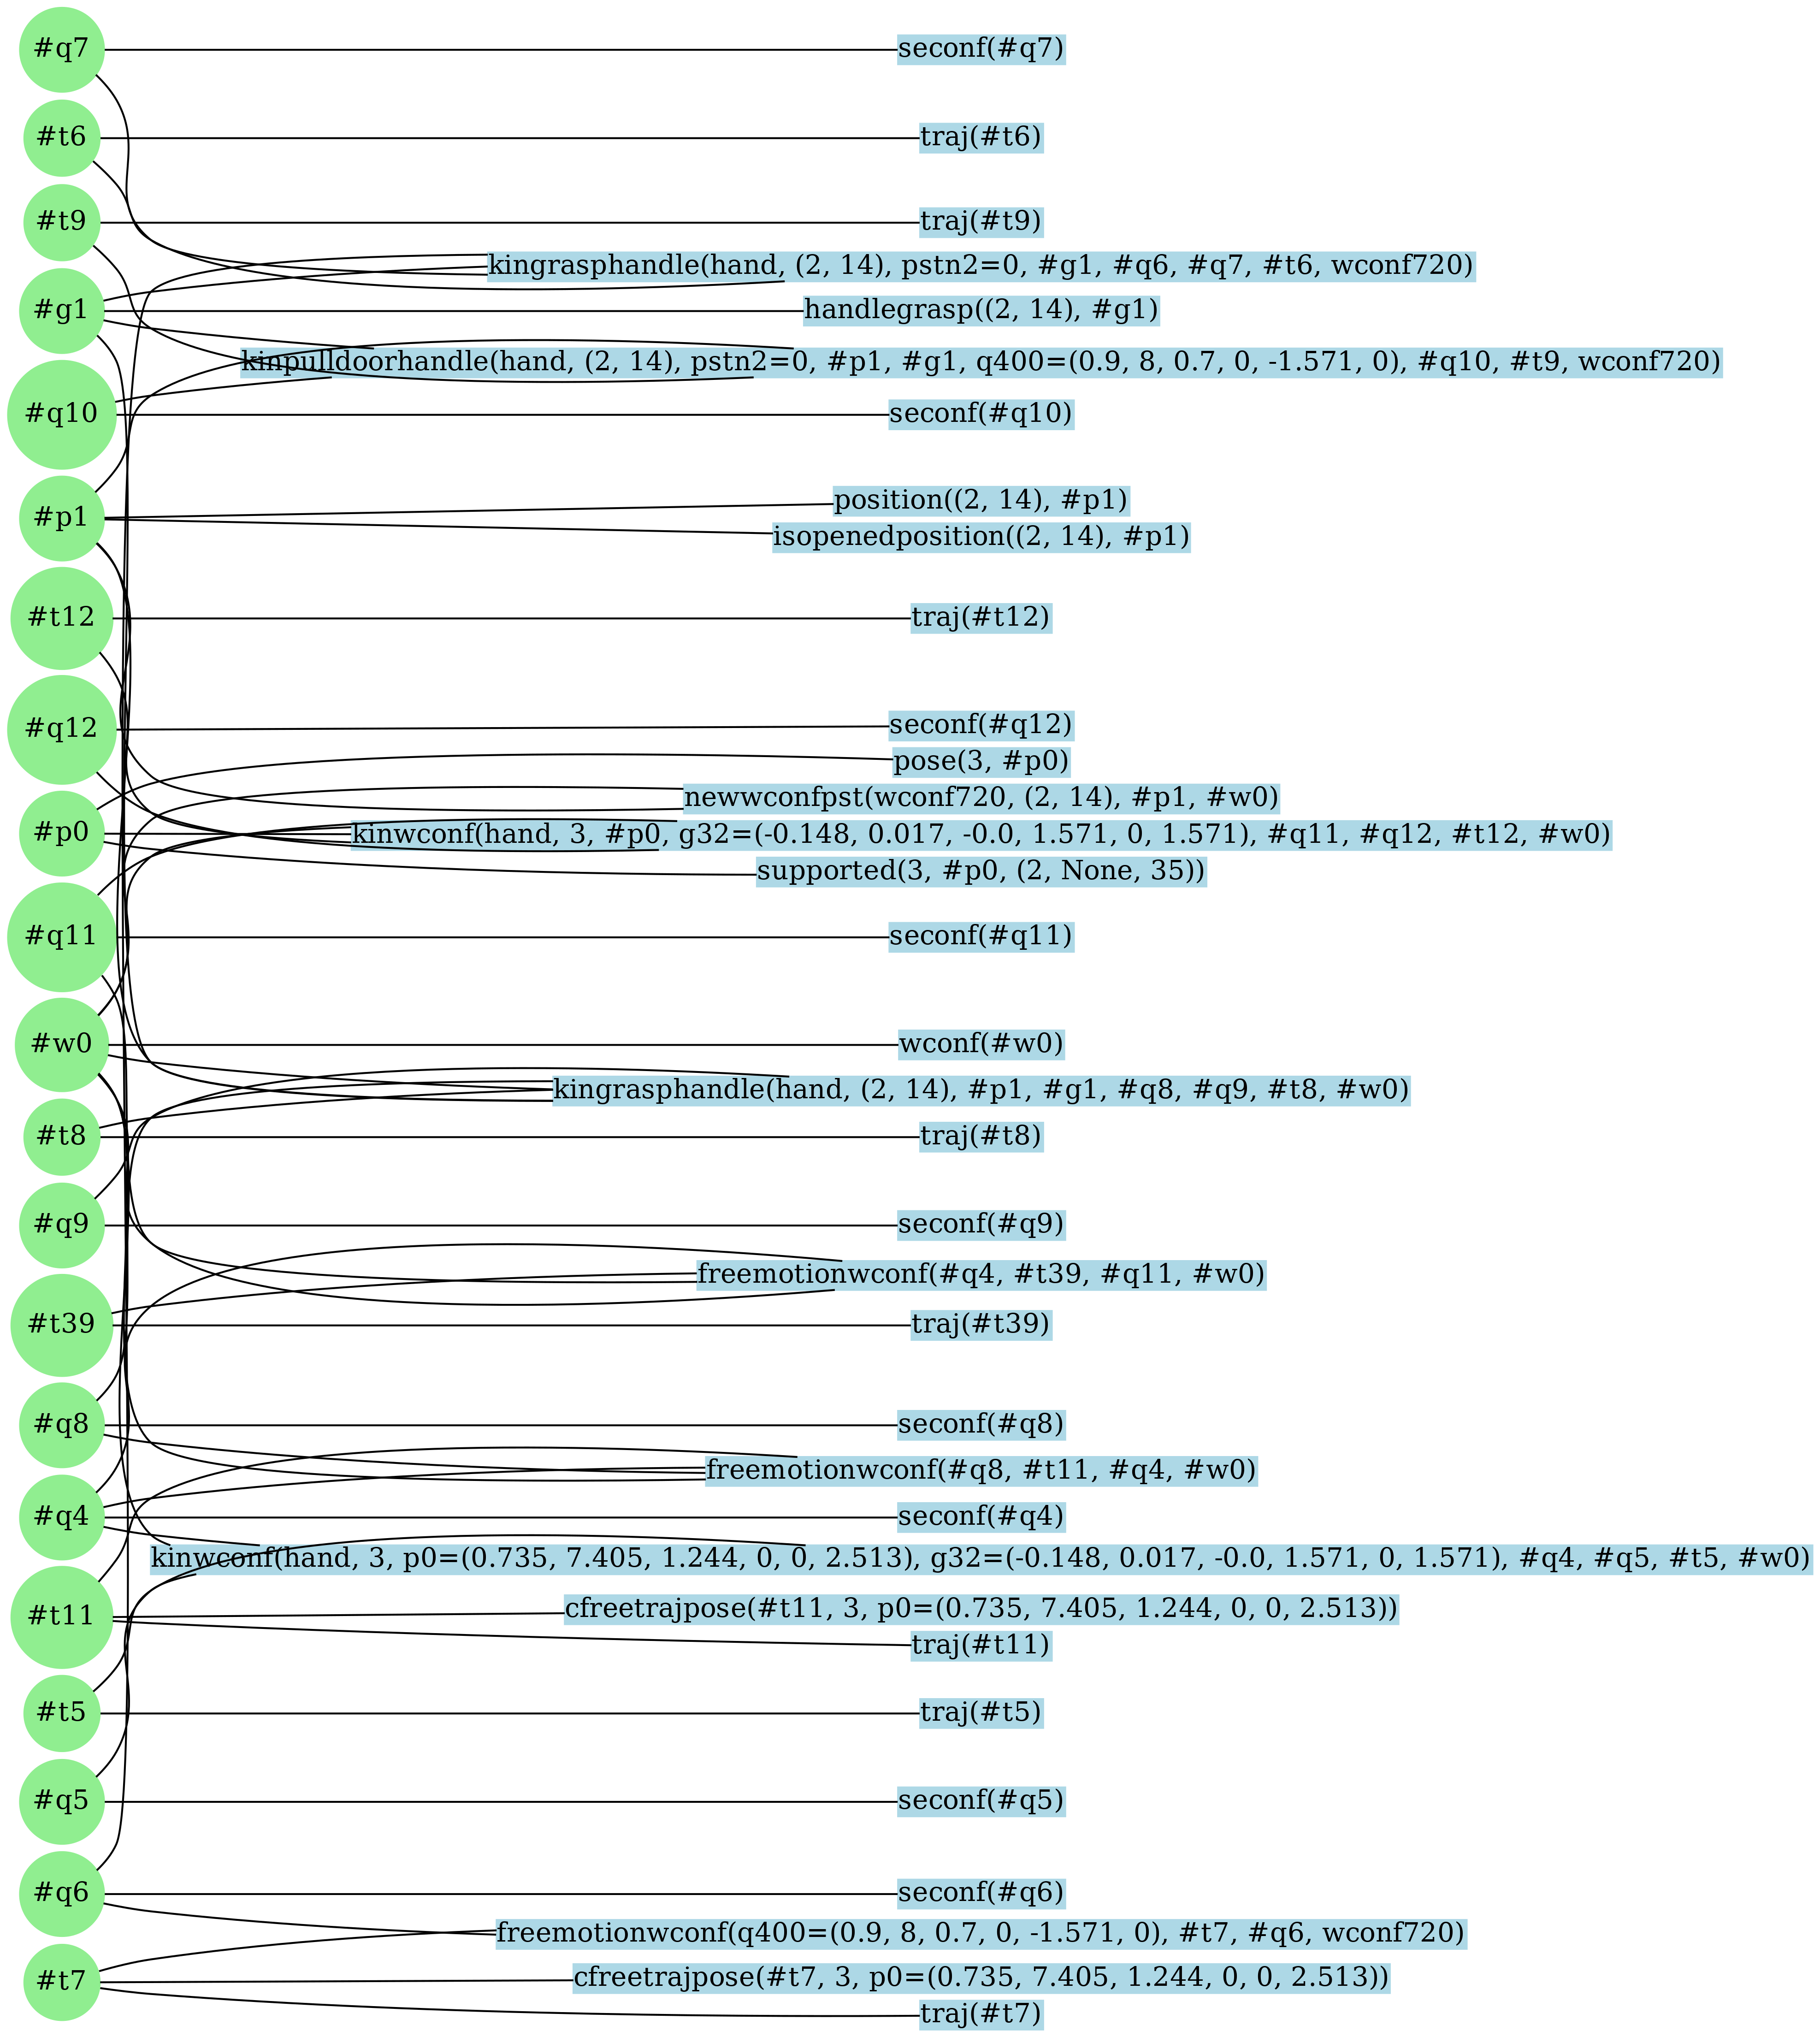 #q7
seconf(#q7)
#t6
traj(#t6)
#t9
traj(#t9)
kingrasphandle(hand, (2, 14), pstn2=0, #g1, #q6, #q7, #t6, wconf720)
#g1
handlegrasp((2, 14), #g1)
kinpulldoorhandle(hand, (2, 14), pstn2=0, #p1, #g1, q400=(0.9, 8, 0.7, 0, -1.571, 0), #q10, #t9, wconf720)
#q10
seconf(#q10)
position((2, 14), #p1)
#p1
isopenedposition((2, 14), #p1)
#t12
traj(#t12)
#q12
seconf(#q12)
pose(3, #p0)
newwconfpst(wconf720, (2, 14), #p1, #w0)
#p0
kinwconf(hand, 3, #p0, g32=(-0.148, 0.017, -0.0, 1.571, 0, 1.571), #q11, #q12, #t12, #w0)
supported(3, #p0, (2, None, 35))
#q11
seconf(#q11)
#w0
wconf(#w0)
kingrasphandle(hand, (2, 14), #p1, #g1, #q8, #q9, #t8, #w0)
#t8
traj(#t8)
#q9
seconf(#q9)
freemotionwconf(#q4, #t39, #q11, #w0)
#t39
traj(#t39)
#q8
seconf(#q8)
freemotionwconf(#q8, #t11, #q4, #w0)
#q4
seconf(#q4)
kinwconf(hand, 3, p0=(0.735, 7.405, 1.244, 0, 0, 2.513), g32=(-0.148, 0.017, -0.0, 1.571, 0, 1.571), #q4, #q5, #t5, #w0)
cfreetrajpose(#t11, 3, p0=(0.735, 7.405, 1.244, 0, 0, 2.513))
#t11
traj(#t11)
#t5
traj(#t5)
#q5
seconf(#q5)
#q6
seconf(#q6)
freemotionwconf(q400=(0.9, 8, 0.7, 0, -1.571, 0), #t7, #q6, wconf720)
#t7
cfreetrajpose(#t7, 3, p0=(0.735, 7.405, 1.244, 0, 0, 2.513))
traj(#t7)